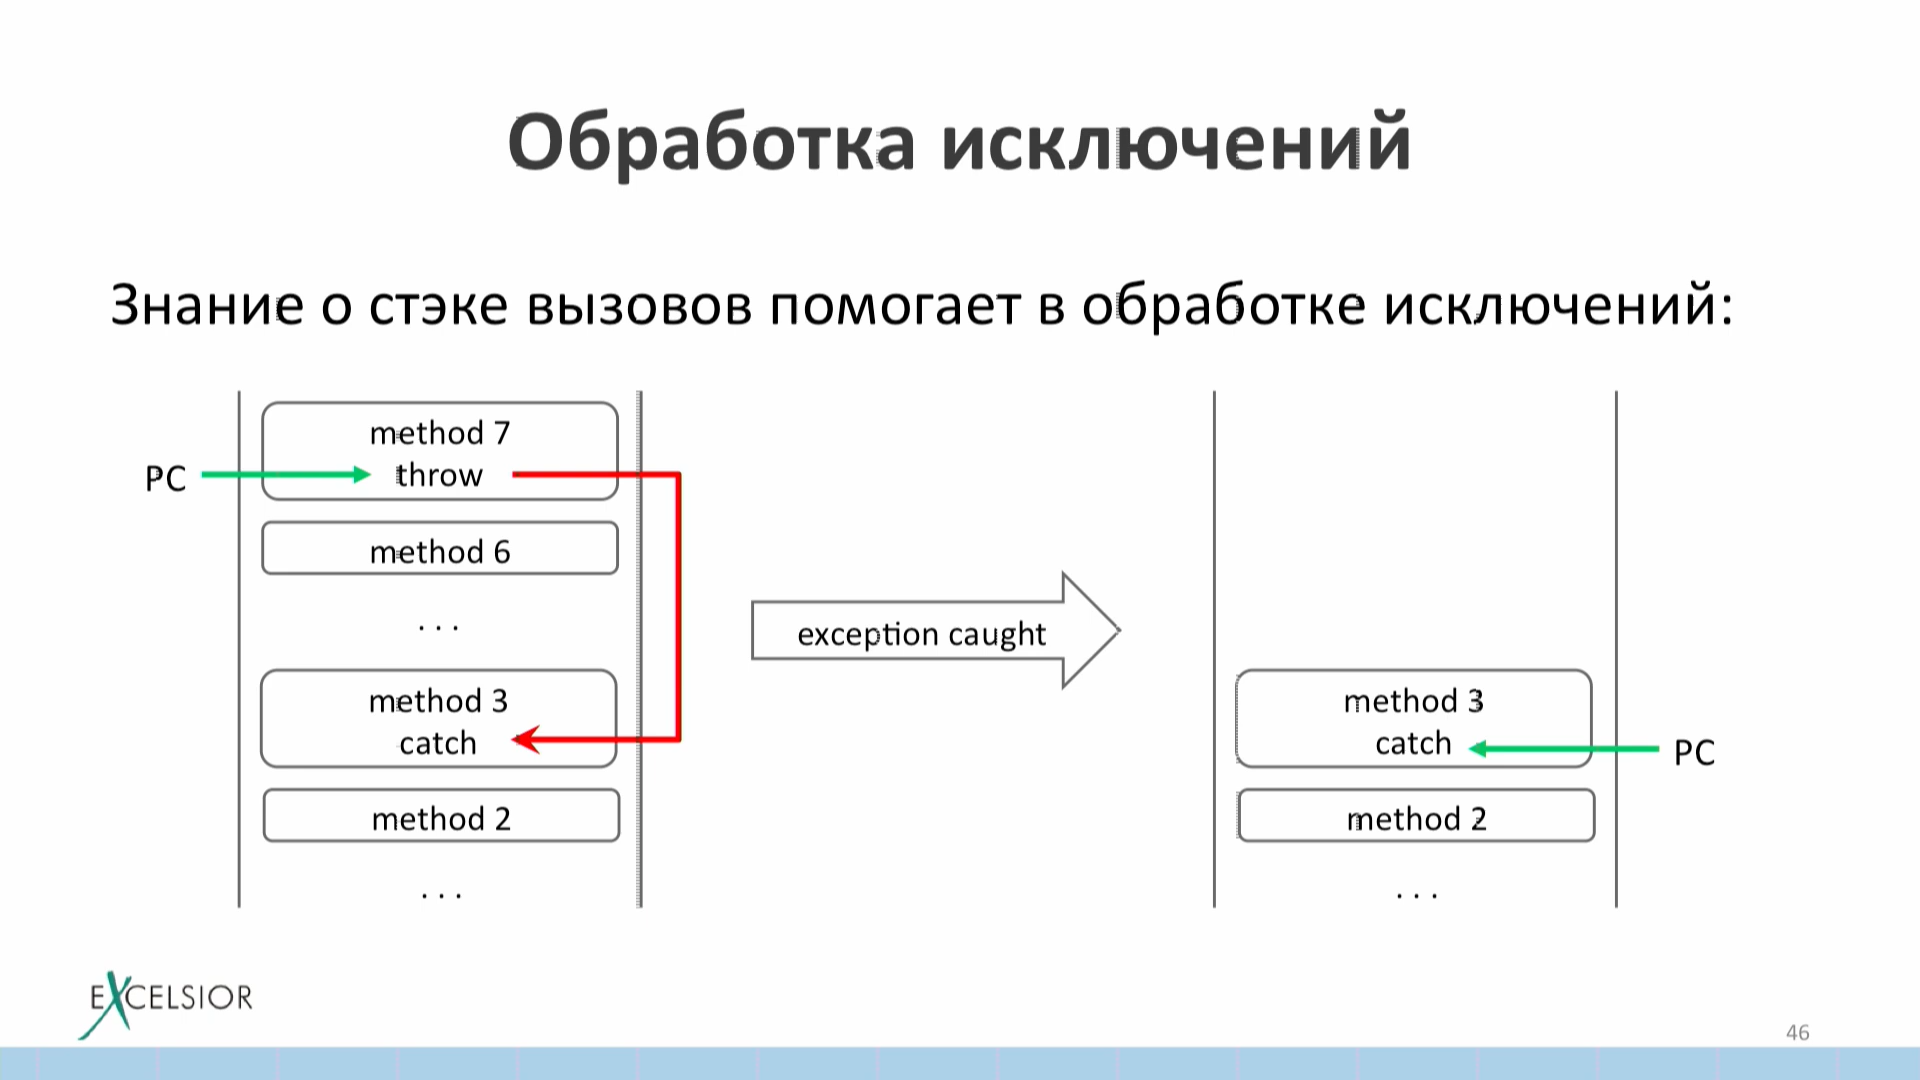 Обработка исключений
Знание о стэке вызовов помогает в обработке исключений:
method 7
PC
throw
method 6
. . .
method 3
catch
method 2
. . .
exception caught
method 3
catch
PC
method 2
. . .
EXCELSIOR
46